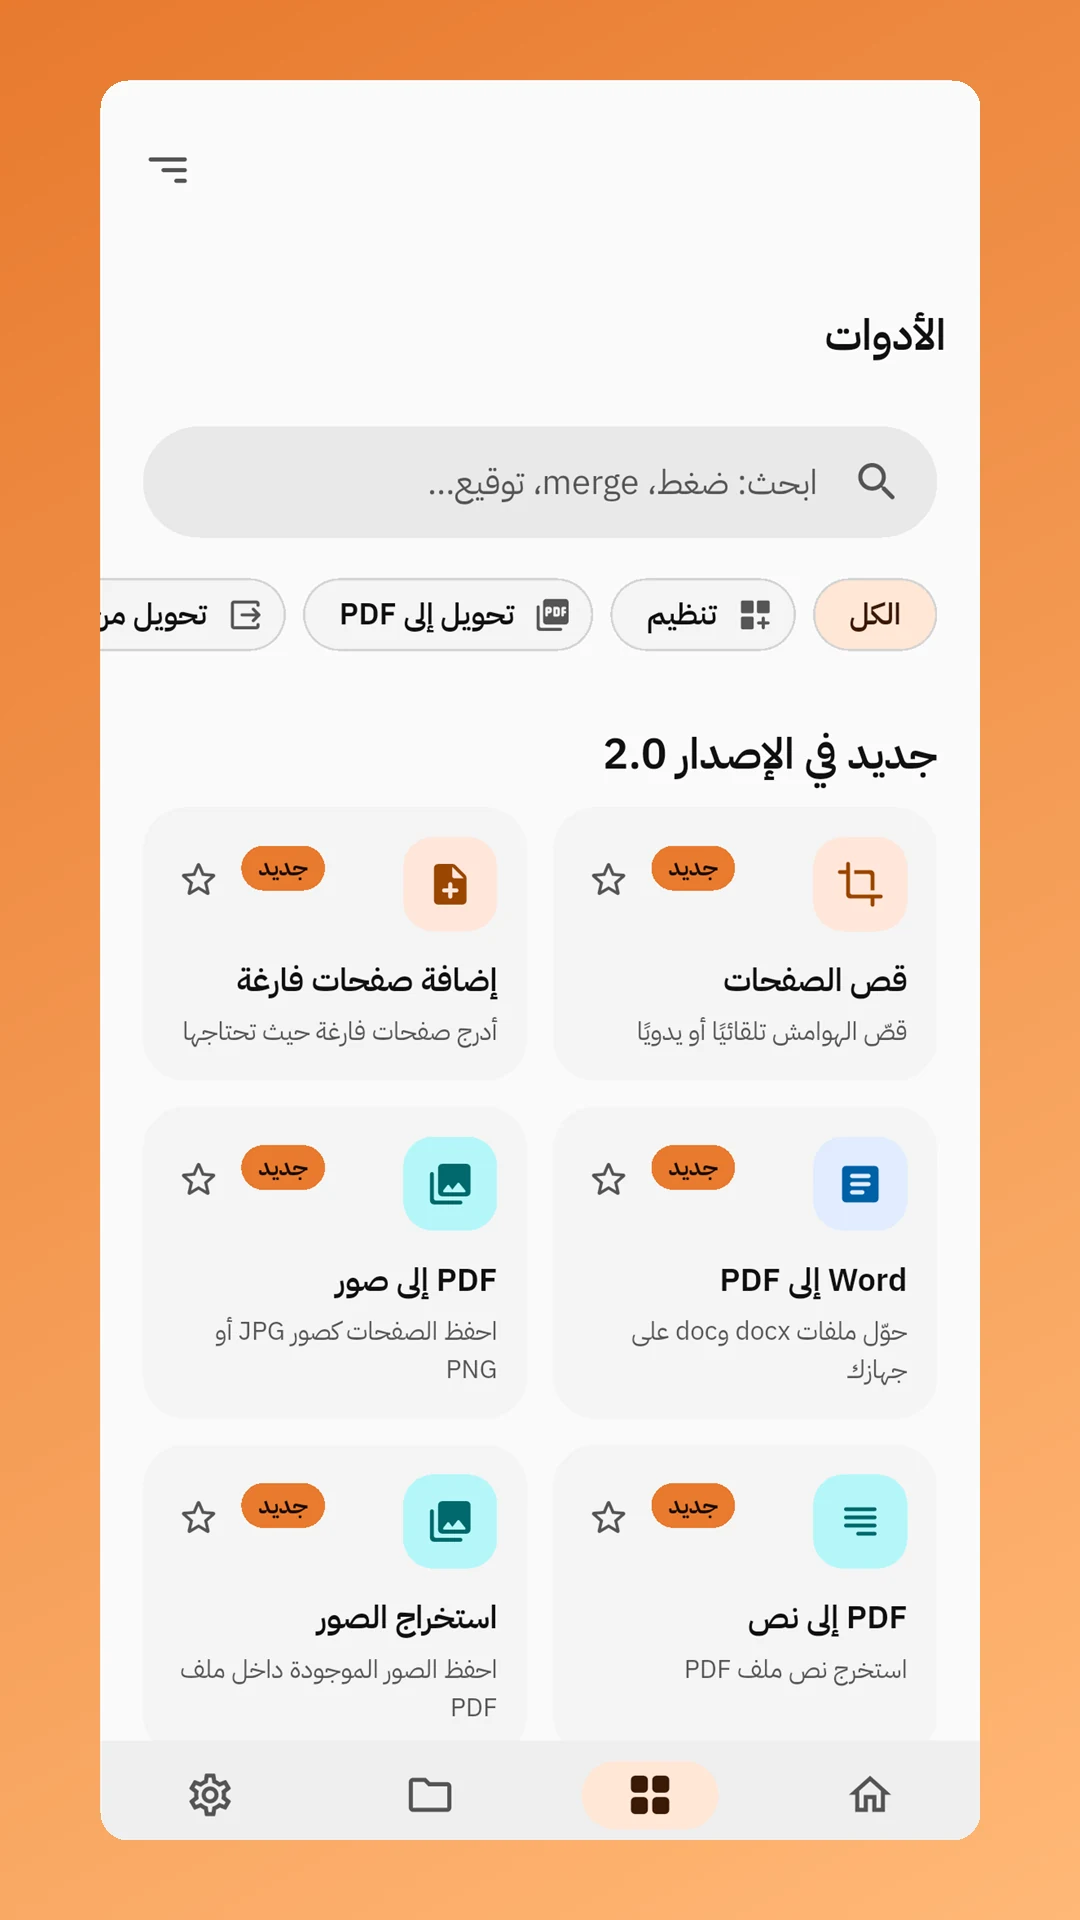 الأدوات
ابحث: ضغط، merge، توقيع...
الكل
تنظيم
تحويل إلى PDF
تحويل من
جديد في الإصدار 2.0
جديد
قص الصفحات
قصّ الهوامش تلقائيًا أو يدويًا
جديد
إضافة صفحات فارغة
أدرج صفحات فارغة حيث تحتاجها
جديد
Word إلى PDF
حوّل ملفات docx وdoc على
جهازك
جديد
PDF إلى صور
احفظ الصفحات كصور JPG أو
PNG
جديد
PDF إلى نص
استخرج نص ملف PDF
جديد
استخراج الصور
احفظ الصور الموجودة داخل ملف
PDF